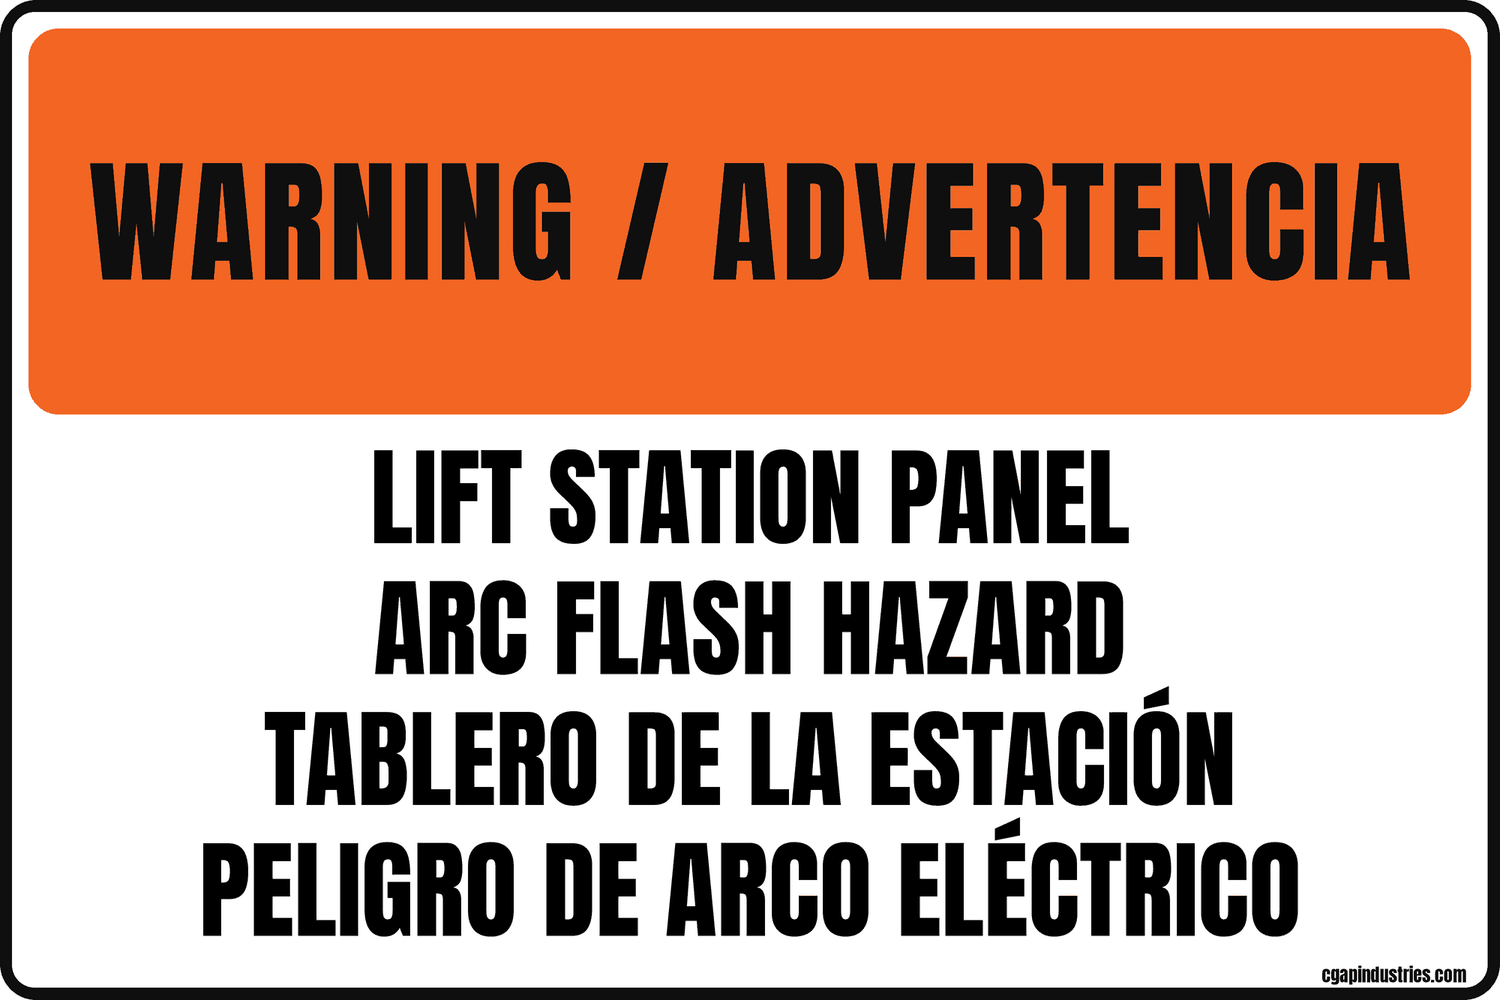 WARNING / ADVERTENCIA
LIFT STATION PANEL
ARC FLASH HAZARD
TABLERO DE LA ESTACIÓN
PELIGRO DE ARCO ELÉCTRICO
cgapindustries.com